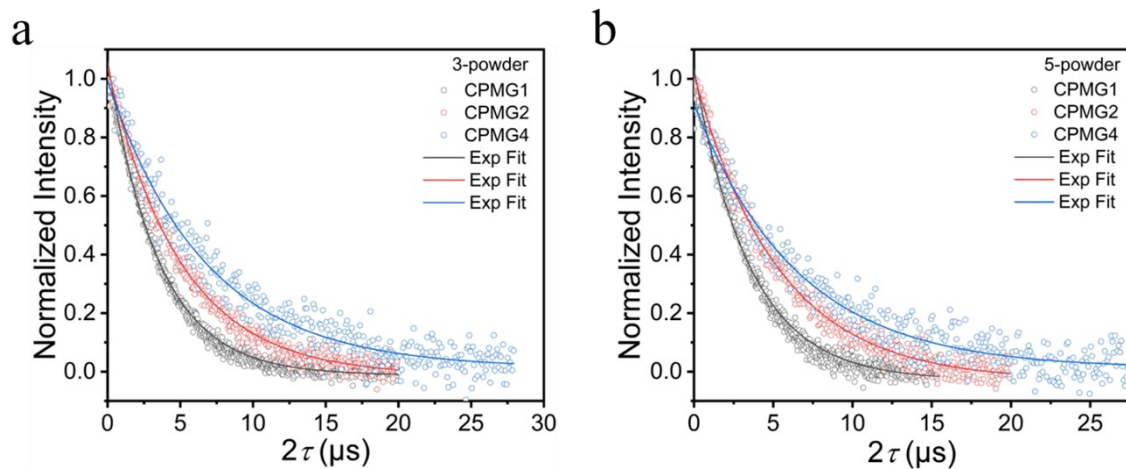 a
3-powder
CPMG1
CPMG2
CPMG4
Exp Fit
Exp Fit
Exp Fit
Normalized Intensity
1.0
0.8
0.6
0.4
0.2
0.0
0 5 10 15 20 25 30
2τ (μs)
b
5-powder
CPMG1
CPMG2
CPMG4
Exp Fit
Exp Fit
Exp Fit
Normalized Intensity
1.0
0.8
0.6
0.4
0.2
0.0
0 5 10 15 20 25
2τ (μs)